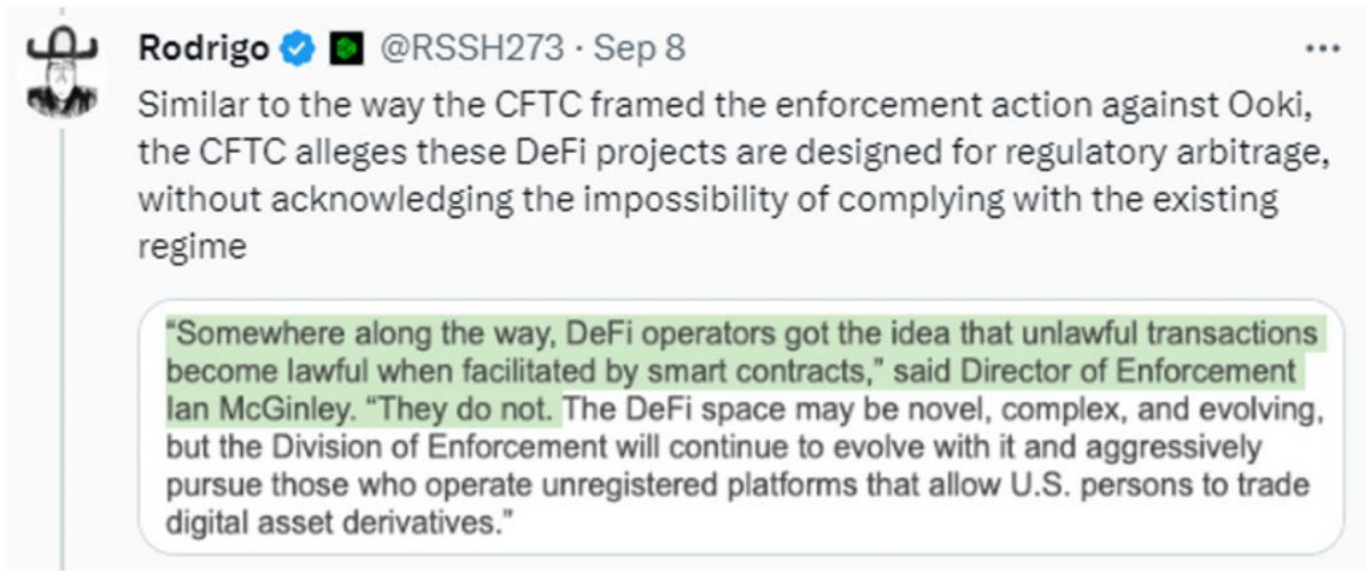 Rodrigo @RSSH273 · Sep 8
Similar to the way the CFTC framed the enforcement action against Ooki,
the CFTC alleges these DeFi projects are designed for regulatory arbitrage,
without acknowledging the impossibility of complying with the existing
regime
“Somewhere along the way, DeFi operators got the idea that unlawful transactions
become lawful when facilitated by smart contracts,” said Director of Enforcement
Ian McGinley. “They do not. The DeFi space may be novel, complex, and evolving,
but the Division of Enforcement will continue to evolve with it and aggressively
pursue those who operate unregistered platforms that allow U.S. persons to trade
digital asset derivatives.”